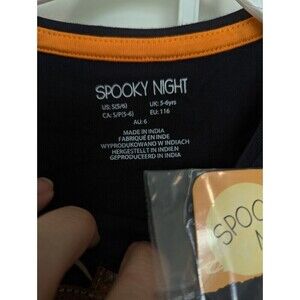 SPOOKY NIGHT
US: S(5/6) UK: 5-6yrs
CA: S/P(5-6) EU: 116
AU: 6
MADE IN INDIA
FABRIQUÉ EN INDE
WYPRODUKOWANO W INDIACH
HERGESTELLT IN INDIEN
GEPRODUCEERD IN INDIA
SPOO
N